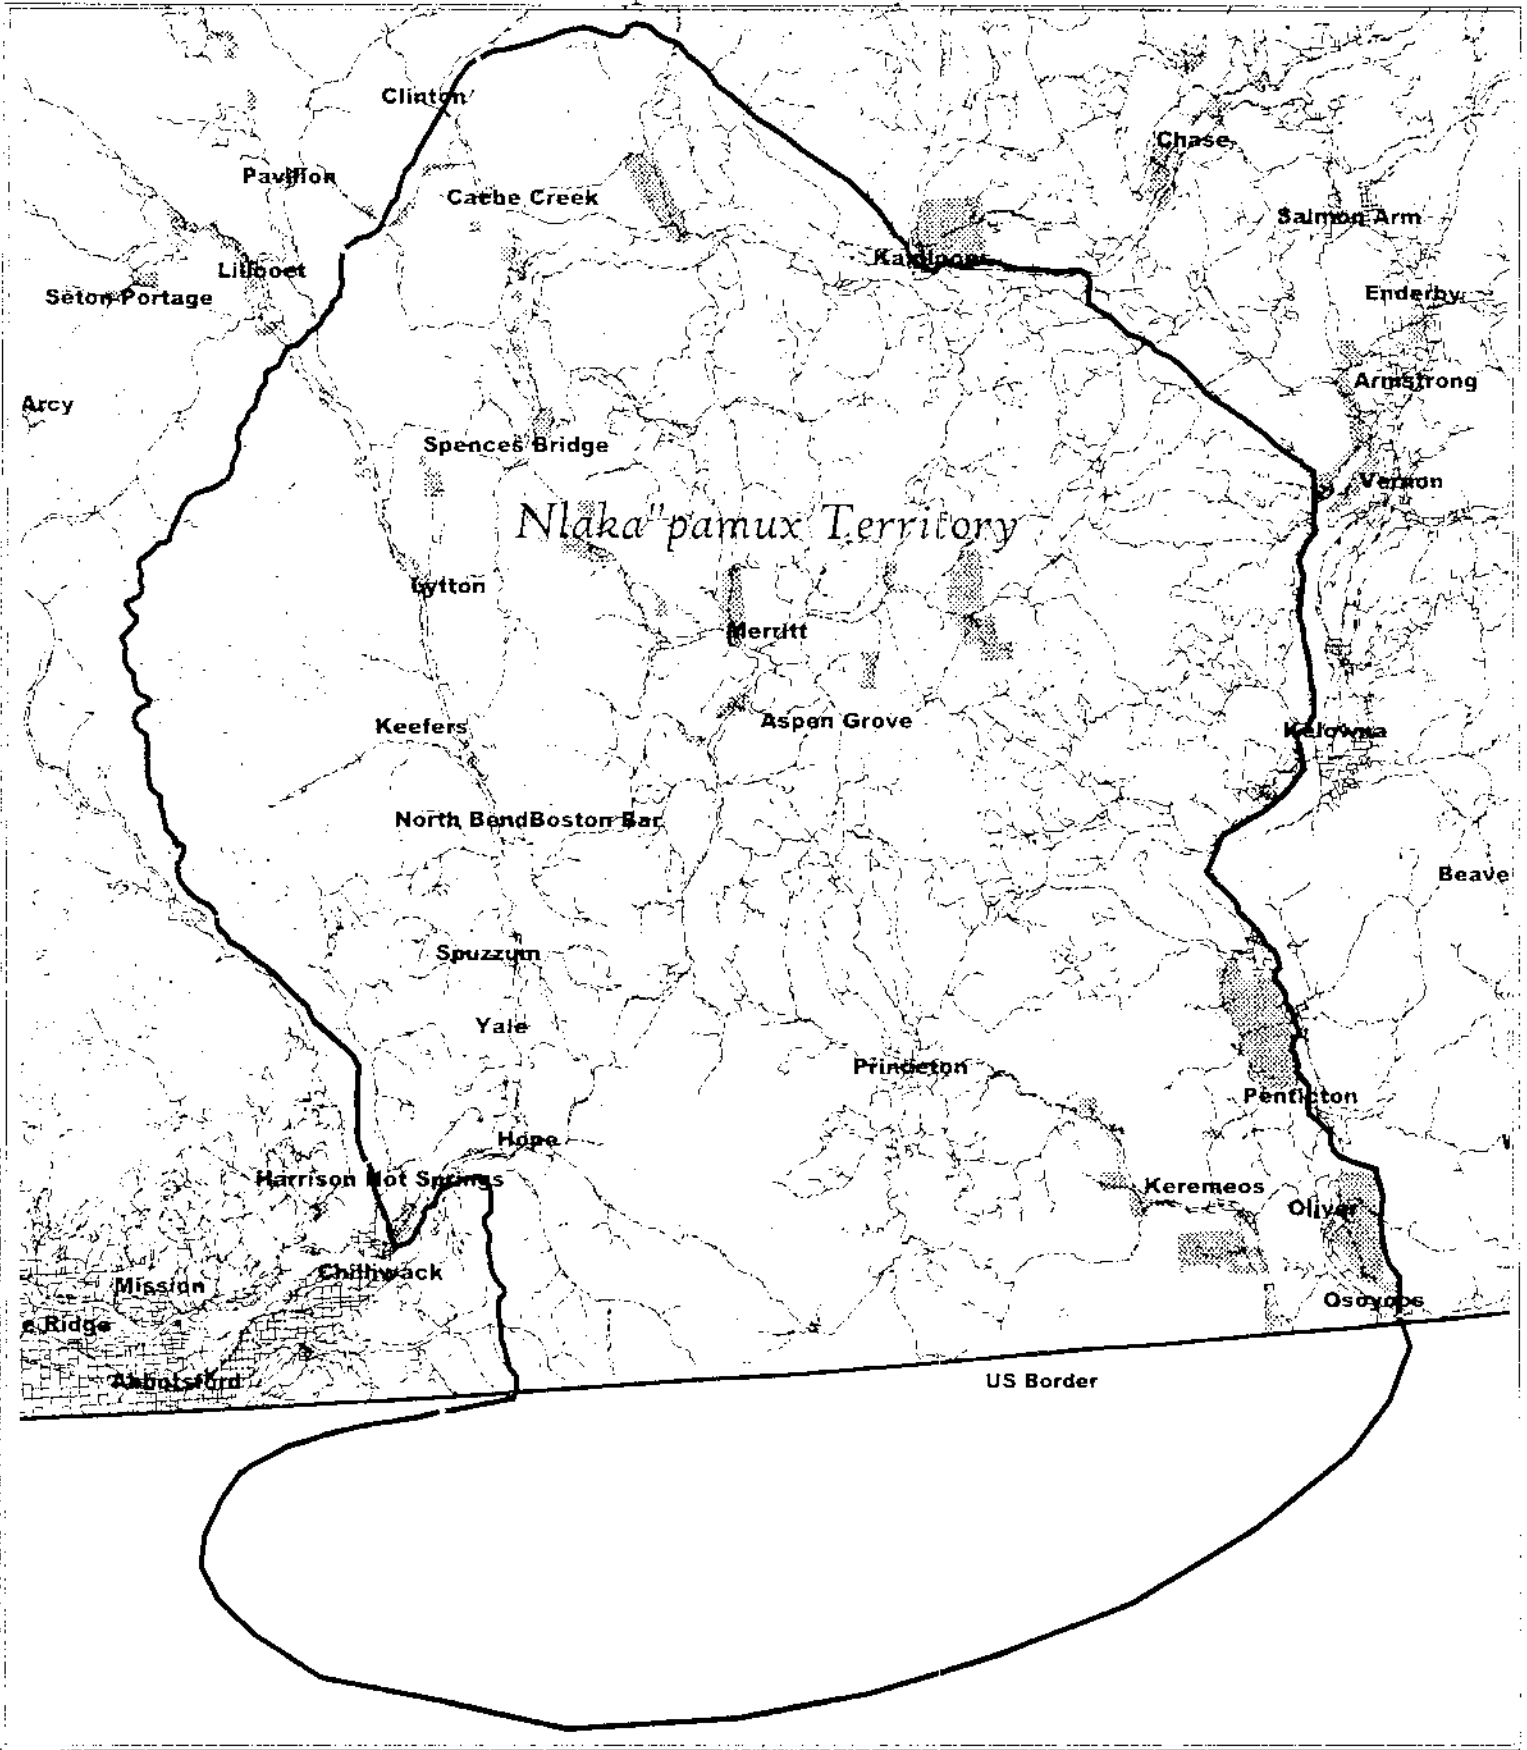 Clinton
Chase
Pavilion
Cache Creek
Salmon Arm
Kamloops
Lillooet
Seton Portage
Enderby
Armstrong
Arcy
Spences Bridge
Vernon
Nlaka"pamux Territory
Lytton
Merritt
Aspen Grove
Keefers
Kelowna
North Bend Boston Bar
Beave
Spuzzum
Yale
Princeton
Penticton
Hope
Harrison Hot Springs
Keremeos
Oliver
Chilliwack
Mission
Osoyoos
e Ridge
Abbotsford
US Border